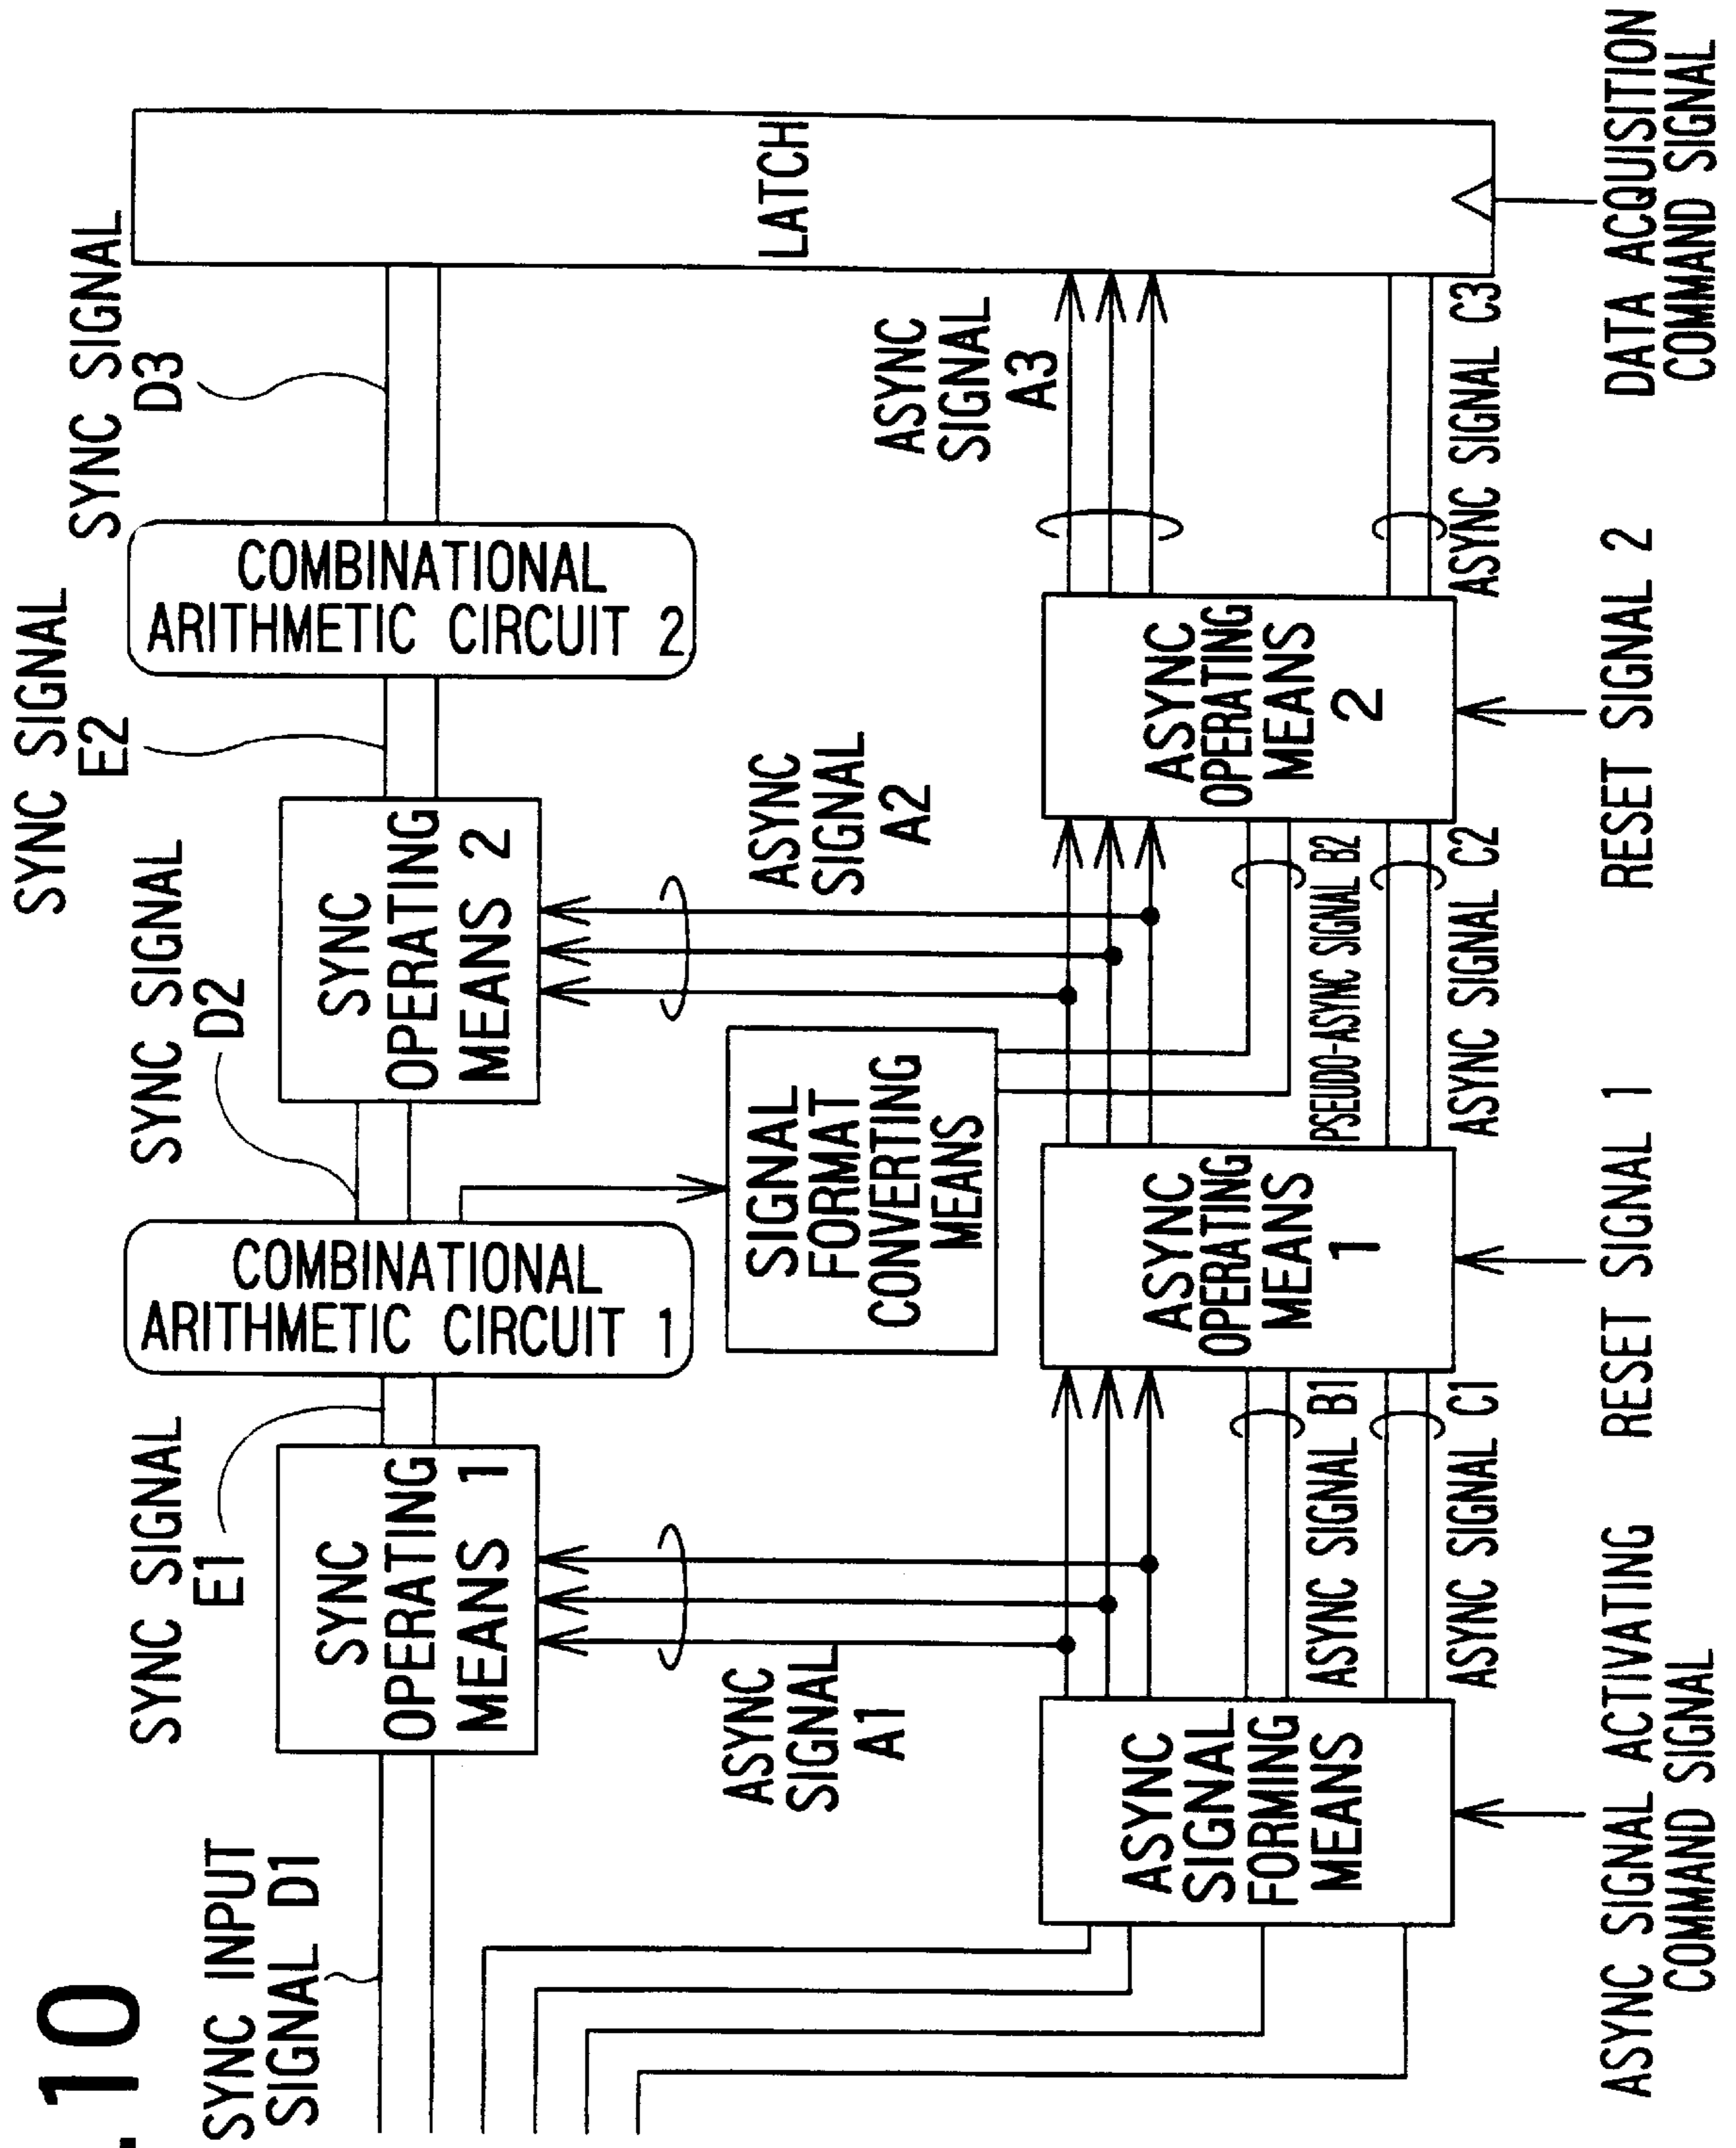 . 10
SYNC INPUT
SIGNAL D1
SYNC SIGNAL
E1
SYNC SIGNAL
D2
SYNC SIGNAL
E2
SYNC SIGNAL
D3
SYNC
OPERATING
MEANS 1
COMBINATIONAL
ARITHMETIC CIRCUIT 1
SYNC
OPERATING
MEANS 2
COMBINATIONAL
ARITHMETIC CIRCUIT 2
LATCH
ASYNC
SIGNAL
A1
SIGNAL
FORMAT
CONVERTING
MEANS
ASYNC
SIGNAL
A2
ASYNC
SIGNAL
A3
ASYNC
SIGNAL
FORMING
MEANS
ASYNC
OPERATING
MEANS
1
ASYNC
OPERATING
MEANS
2
ASYNC SIGNAL B1
ASYNC SIGNAL C1
PSEUDO-ASYNC SIGNAL B2
ASYNC SIGNAL C2
ASYNC SIGNAL C3
ASYNC SIGNAL ACTIVATING
COMMAND SIGNAL
RESET SIGNAL 1
RESET SIGNAL 2
DATA ACQUISITION
COMMAND SIGNAL